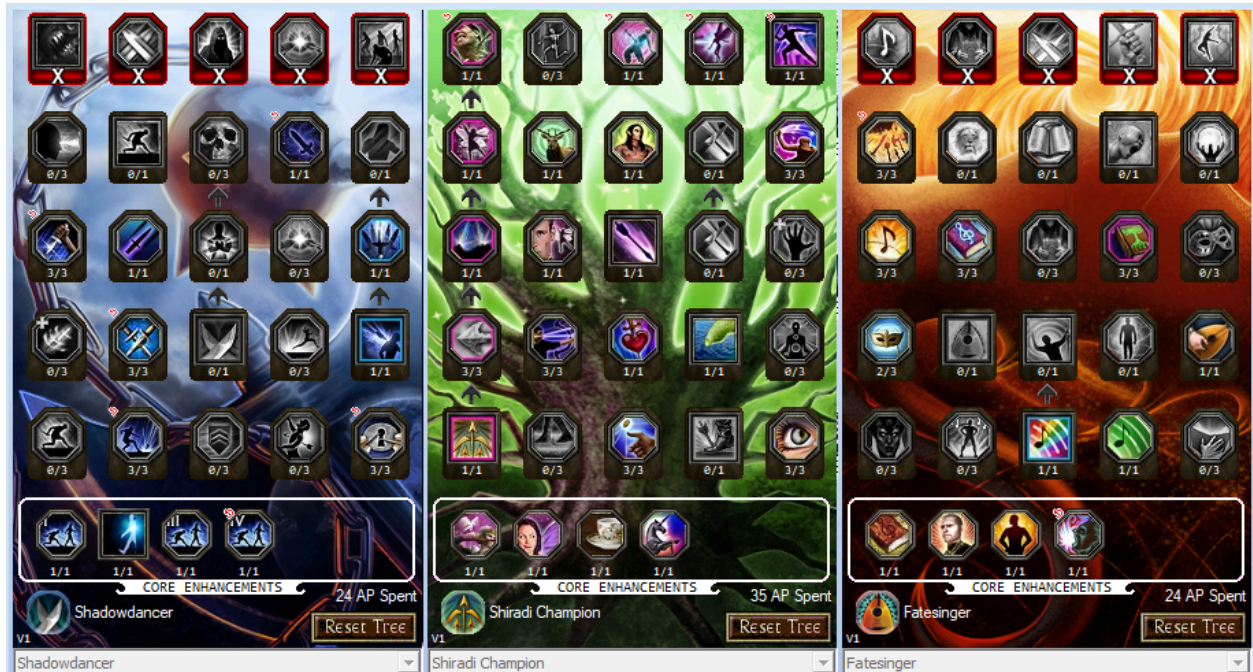 X X X X X
0/3 0/1 0/3 1/1 0/1
3/3 1/1 0/1 0/3 1/1
0/3 3/3 0/1 0/3 1/1
0/3 3/3 0/3 0/3 3/3
I III IV
1/1 1/1 1/1 1/1
CORE ENHANCEMENTS
24 AP Spent
Shadowdancer
V1
Reset Tree
Shadowdancer
1/1 0/3 1/1 1/1 1/1
1/1 1/1 1/1 0/1 3/3
1/1 1/1 1/1 0/1 0/3
3/3 3/3 1/1 1/1 0/3
1/1 0/3 3/3 0/1 3/3
1/1 1/1 1/1 1/1
CORE ENHANCEMENTS
35 AP Spent
Shiradi Champion
V1
Reset Tree
Shiradi Champion
X X X X X
3/3 0/1 0/1 0/1 0/1
3/3 3/3 0/3 3/3 0/3
2/3 0/1 0/1 0/1 1/1
0/3 0/3 1/1 1/1 0/3
1/1 1/1 1/1 1/1
CORE ENHANCEMENTS
24 AP Spent
Fatesinger
V1
Reset Tree
Fatesinger